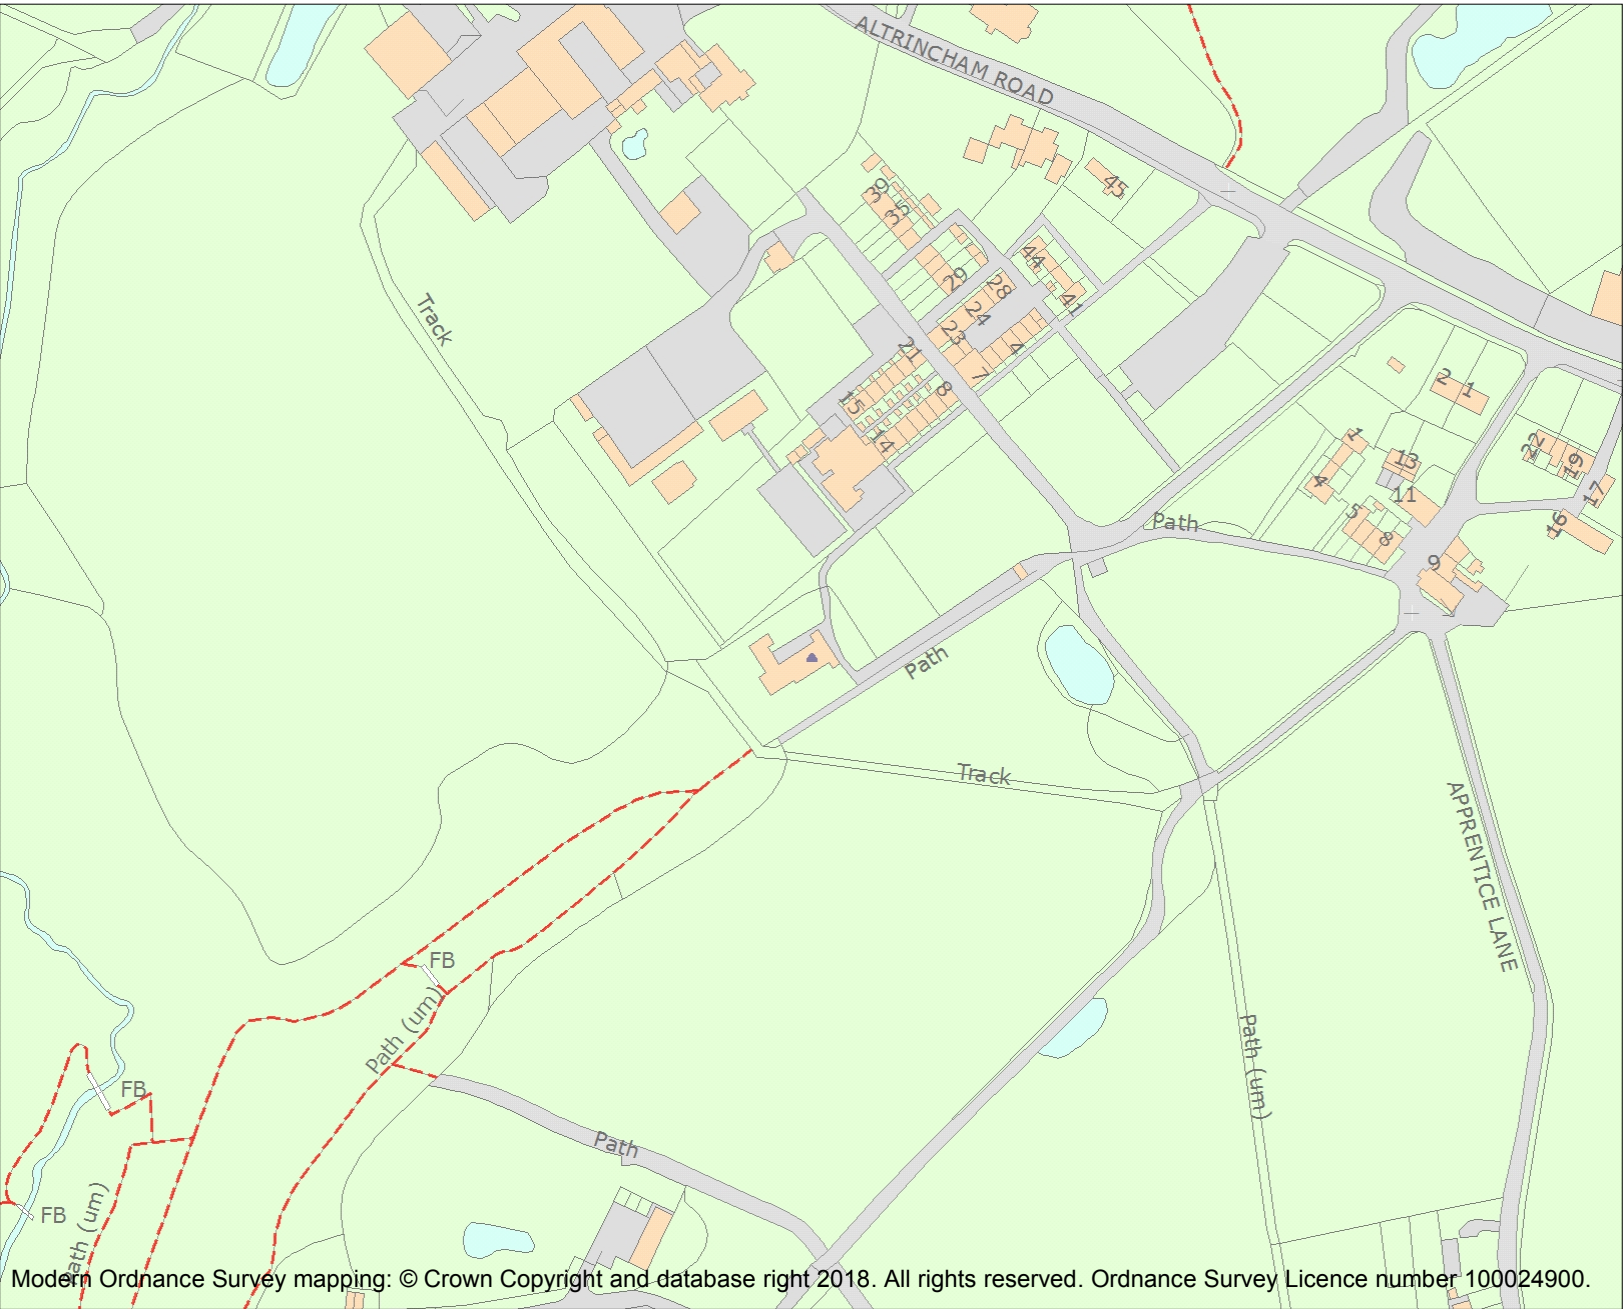 ALTRINCHAM ROAD
39
35
45
29
44
41
28
24
23
4
7
21
8
15
14
Track
2
1
22
19
17
16
1
4
13
11
5
8
9
Path
Path
Track
APPRENTICE LANE
FB
Path (um)
Path (um)
FB
Path
FB
Path (um)
Modern Ordnance Survey mapping: © Crown Copyright and database right 2018. All rights reserved. Ordnance Survey Licence number 100024900.